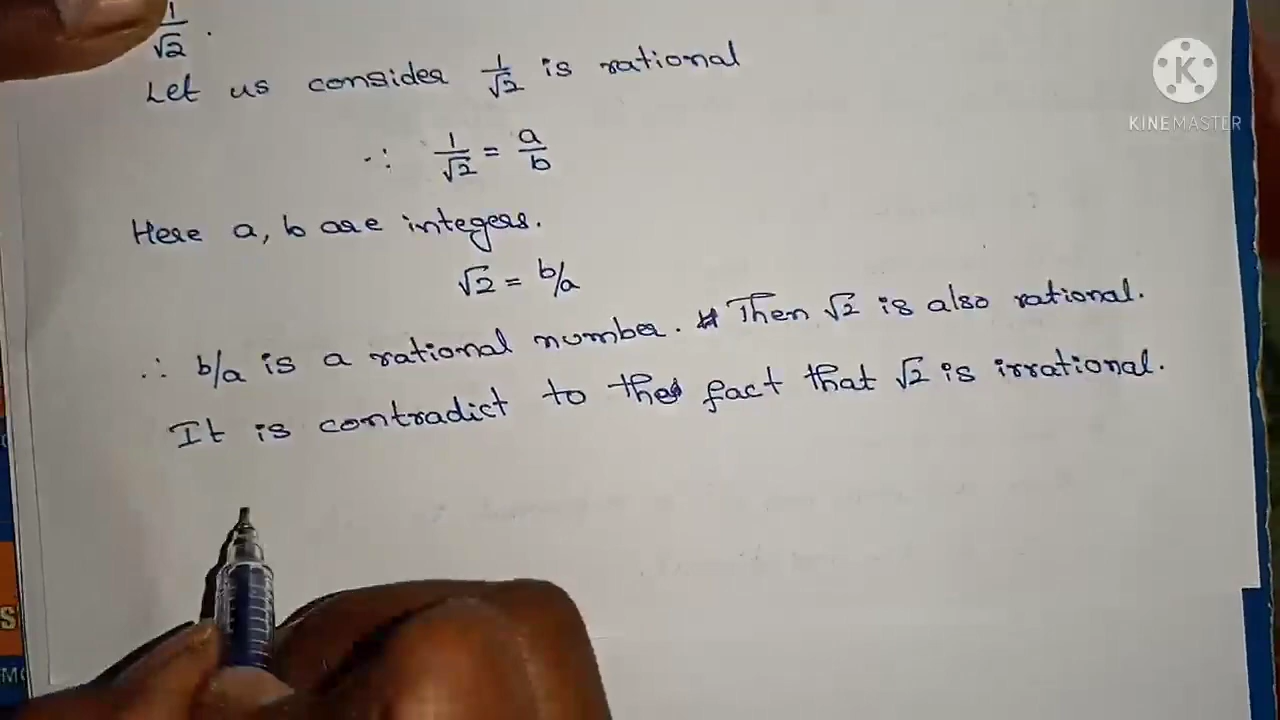 1/√2 .
Let us consider 1/√2 is rational
∴ 1/√2 = a/b
Here a, b are integers.
√2 = b/a
∴ b/a is a rational number. Then √2 is also rational.
It is contradict to the fact that √2 is irrational.
K
KINEMASTER